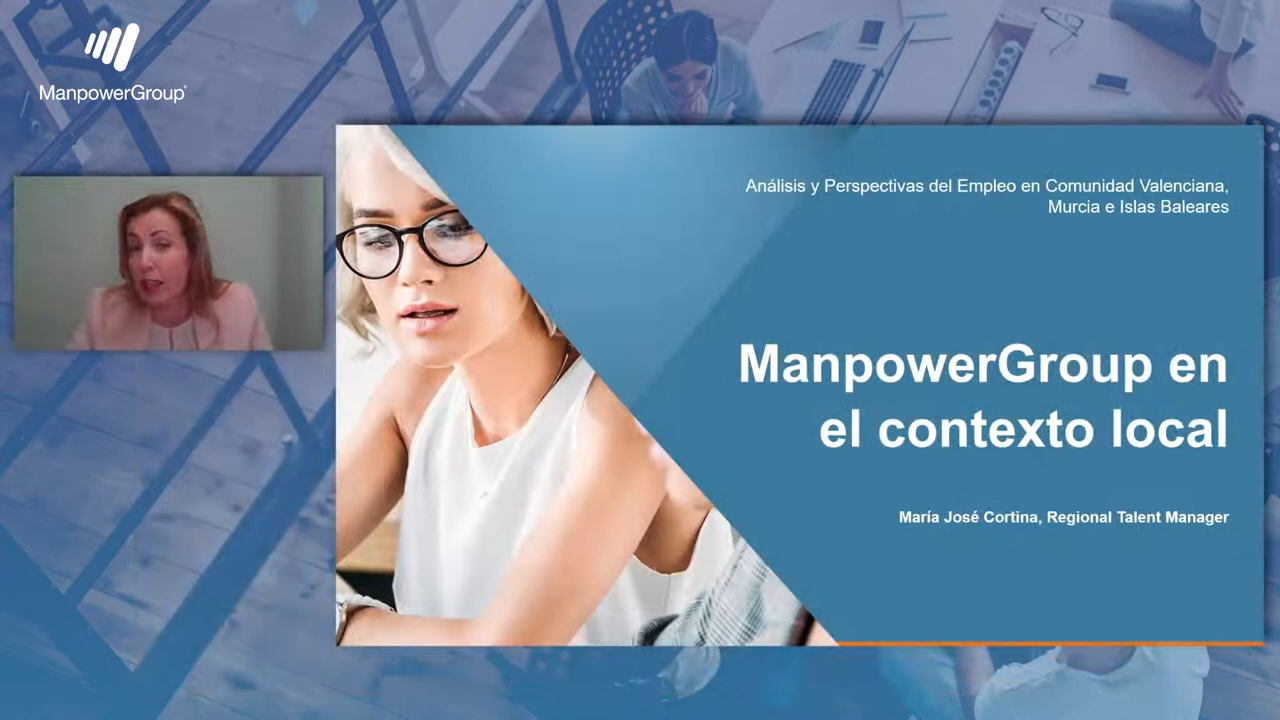 ManpowerGroup
Análisis y Perspectivas del Empleo en Comunidad Valenciana,
Murcia e Islas Baleares
ManpowerGroup en
el contexto local
María José Cortina, Regional Talent Manager